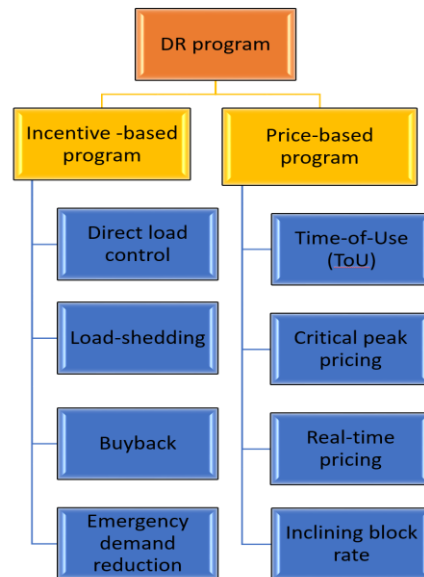 DR program
Incentive -based
program
Price-based
program
Direct load
control
Load-shedding
Buyback
Emergency
demand
reduction
Time-of-Use
(ToU)
Critical peak
pricing
Real-time
pricing
Inclining block
rate